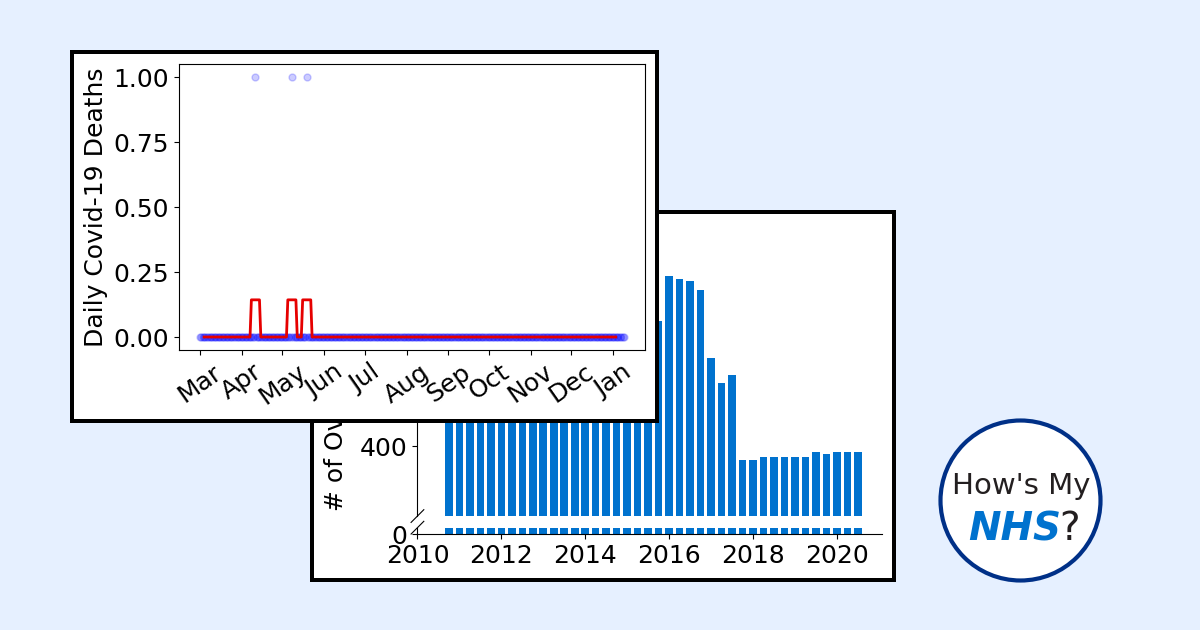 Daily Covid-19 Deaths
1.00
0.75
0.50
0.25
0.00
Mar Apr May Jun Jul Aug Sep Oct Nov Dec Jan
# of
400
0
2010 2012 2014 2016 2018 2020
How's My
NHS?